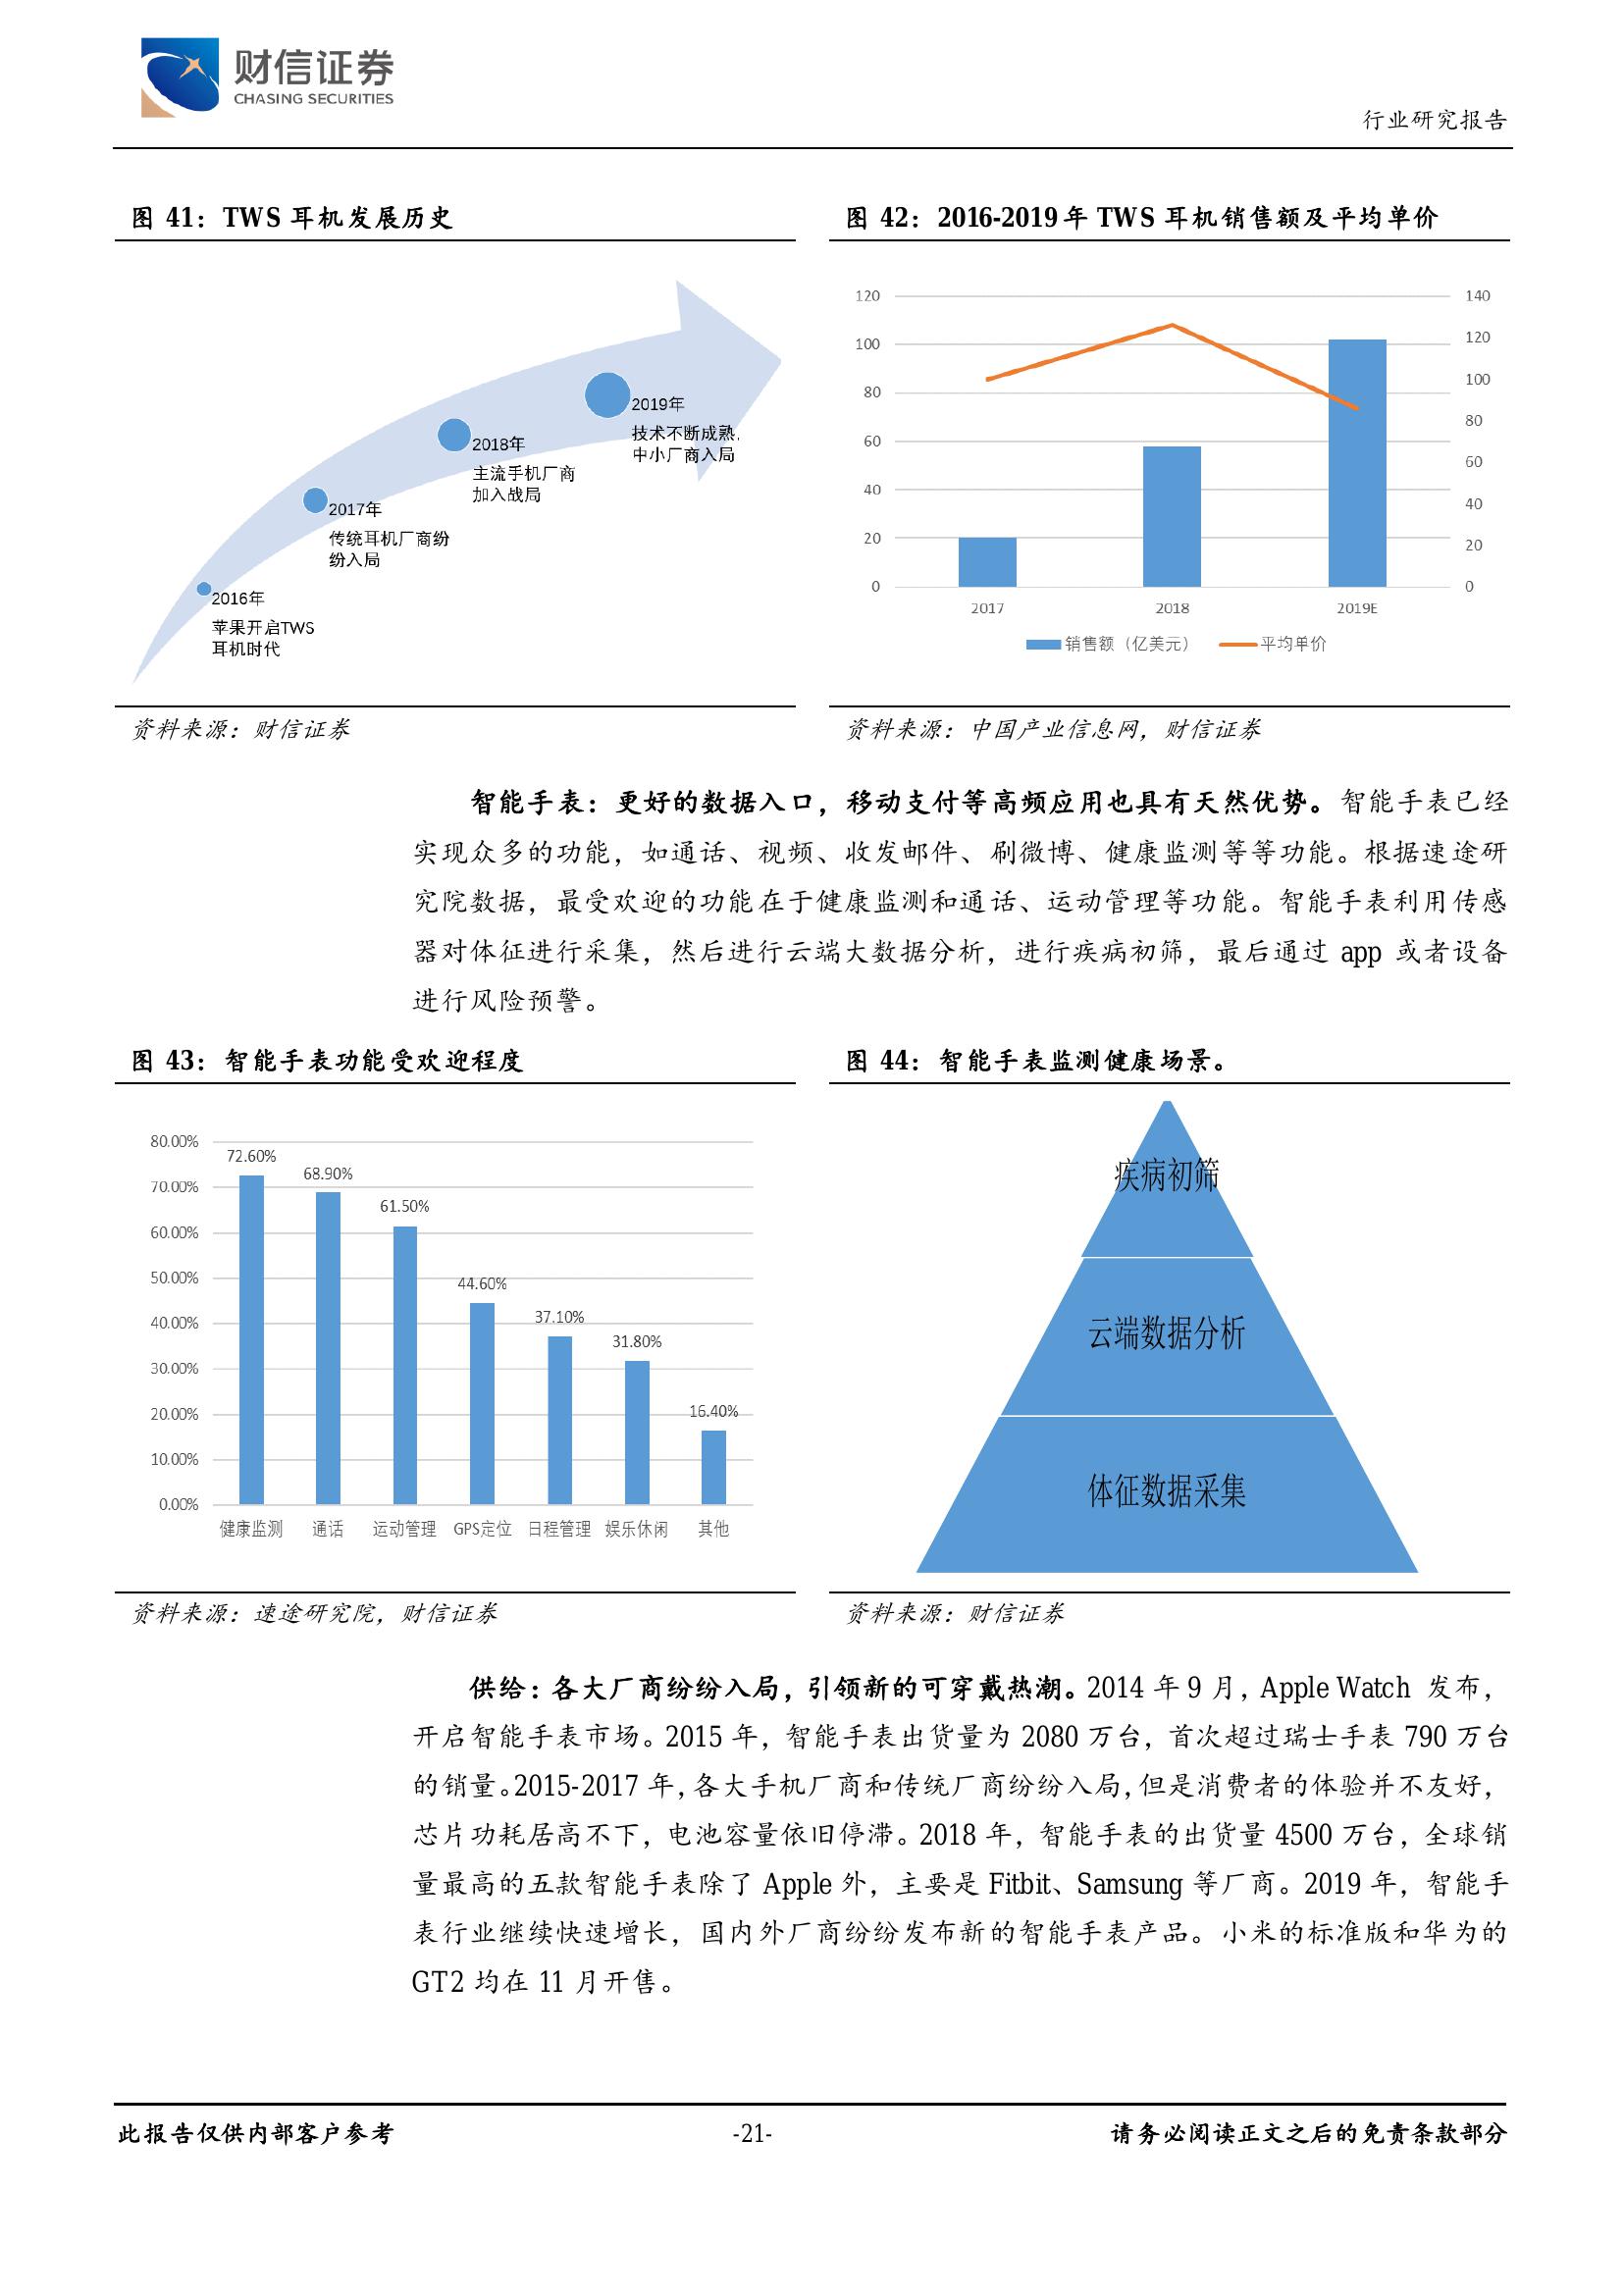 财信证券
CHASING SECURITIES
行业研究报告
图 41：TWS 耳机发展历史
2019年
技术不断成熟，
中小厂商入局
2018年
主流手机厂商
加入战局
2017年
传统耳机厂商纷
纷入局
2016年
苹果开启TWS
耳机时代
资料来源：财信证券
图 42：2016-2019年 TWS 耳机销售额及平均单价
120
100
80
60
40
20
0
140
120
100
80
60
40
20
0
2017 2018 2019E
销售额（亿美元） 平均单价
资料来源：中国产业信息网，财信证券
智能手表：更好的数据入口，移动支付等高频应用也具有天然优势。智能手表已经
实现众多的功能，如通话、视频、收发邮件、刷微博、健康监测等等功能。根据速途研
究院数据，最受欢迎的功能在于健康监测和通话、运动管理等功能。智能手表利用传感
器对体征进行采集，然后进行云端大数据分析，进行疾病初筛，最后通过 app 或者设备
进行风险预警。
图 43：智能手表功能受欢迎程度
80.00%
70.00%
60.00%
50.00%
40.00%
30.00%
20.00%
10.00%
0.00%
72.60%
68.90%
61.50%
44.60%
37.10%
31.80%
16.40%
健康监测 通话 运动管理 GPS定位 日程管理 娱乐休闲 其他
资料来源：速途研究院，财信证券
图 44：智能手表监测健康场景。
疾病初筛
云端数据分析
体征数据采集
资料来源：财信证券
供给：各大厂商纷纷入局，引领新的可穿戴热潮。2014 年 9 月，Apple Watch 发布，
开启智能手表市场。2015 年，智能手表出货量为 2080 万台，首次超过瑞士手表 790 万台
的销量。2015-2017 年，各大手机厂商和传统厂商纷纷入局，但是消费者的体验并不友好，
芯片功耗居高不下，电池容量依旧停滞。2018 年，智能手表的出货量 4500 万台，全球销
量最高的五款智能手表除了 Apple 外，主要是 Fitbit、Samsung 等厂商。2019 年，智能手
表行业继续快速增长，国内外厂商纷纷发布新的智能手表产品。小米的标准版和华为的
GT2 均在 11 月开售。
此报告仅供内部客户参考
-21-
请务必阅读正文之后的免责条款部分